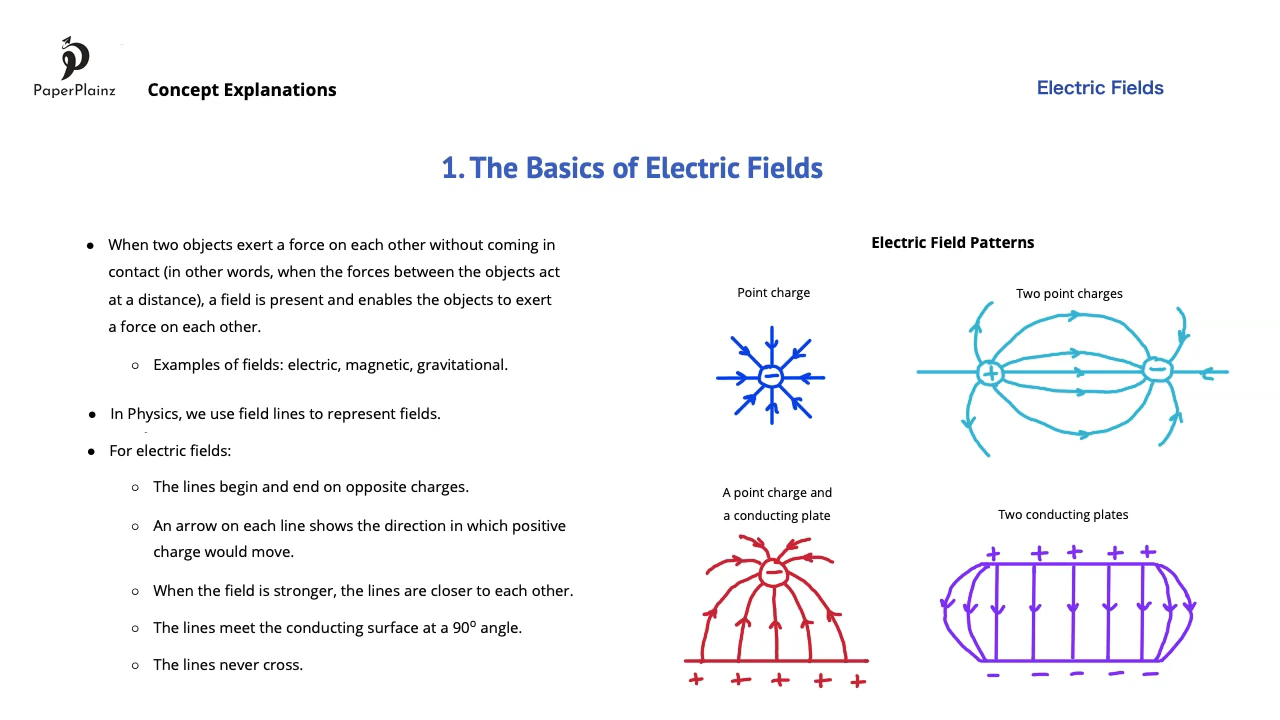 PaperPlainz
Concept Explanations
Electric Fields
1. The Basics of Electric Fields
● When two objects exert a force on each other without coming in
contact (in other words, when the forces between the objects act
at a distance), a field is present and enables the objects to exert
a force on each other.
○ Examples of fields: electric, magnetic, gravitational.
● In Physics, we use field lines to represent fields.
● For electric fields:
○ The lines begin and end on opposite charges.
○ An arrow on each line shows the direction in which positive
charge would move.
○ When the field is stronger, the lines are closer to each other.
○ The lines meet the conducting surface at a 90º angle.
○ The lines never cross.
Electric Field Patterns
Point charge
−
Two point charges
+ −
A point charge and
a conducting plate
−
+ + + + +
Two conducting plates
+ + + + +
− − − − −